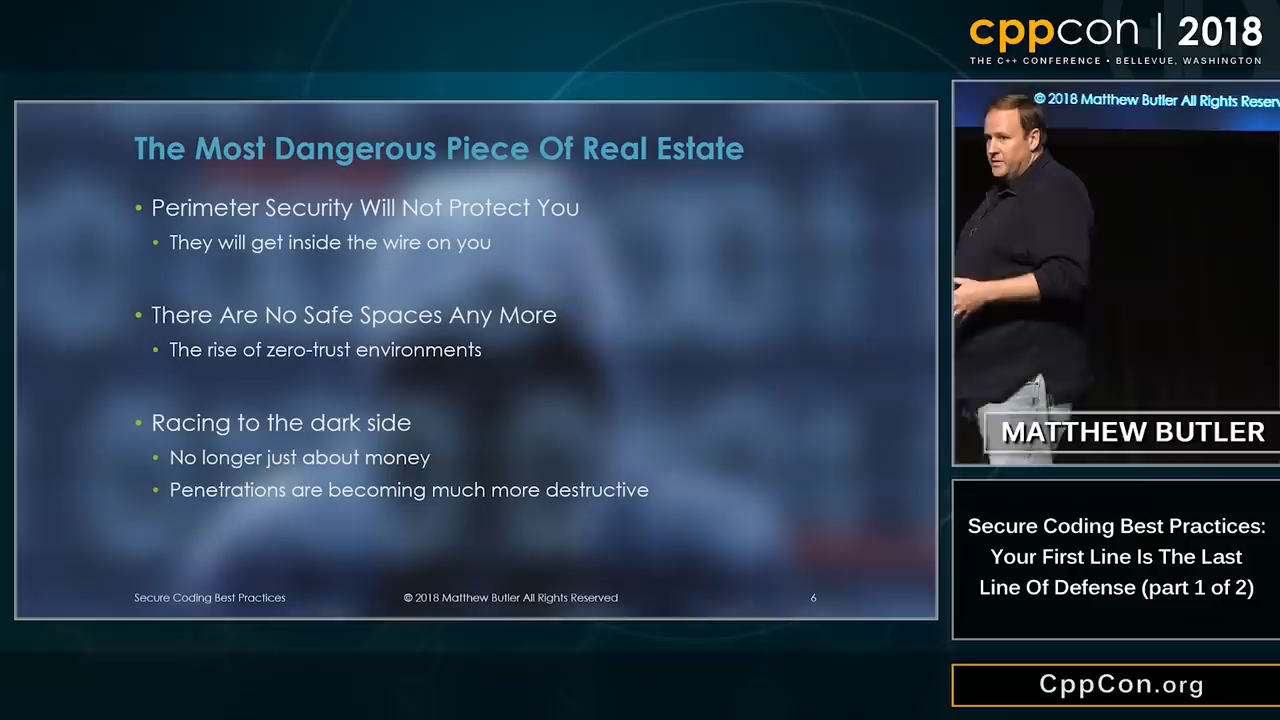 cppcon | 2018
THE C++ CONFERENCE • BELLEVUE, WASHINGTON
The Most Dangerous Piece Of Real Estate
• Perimeter Security Will Not Protect You
• They will get inside the wire on you
• There Are No Safe Spaces Any More
• The rise of zero-trust environments
• Racing to the dark side
• No longer just about money
• Penetrations are becoming much more destructive
Secure Coding Best Practices
© 2018 Matthew Butler All Rights Reserved
6
© 2018 Matthew Butler All Rights Reserv
MATTHEW BUTLER
Secure Coding Best Practices:
Your First Line Is The Last
Line Of Defense (part 1 of 2)
CppCon.org